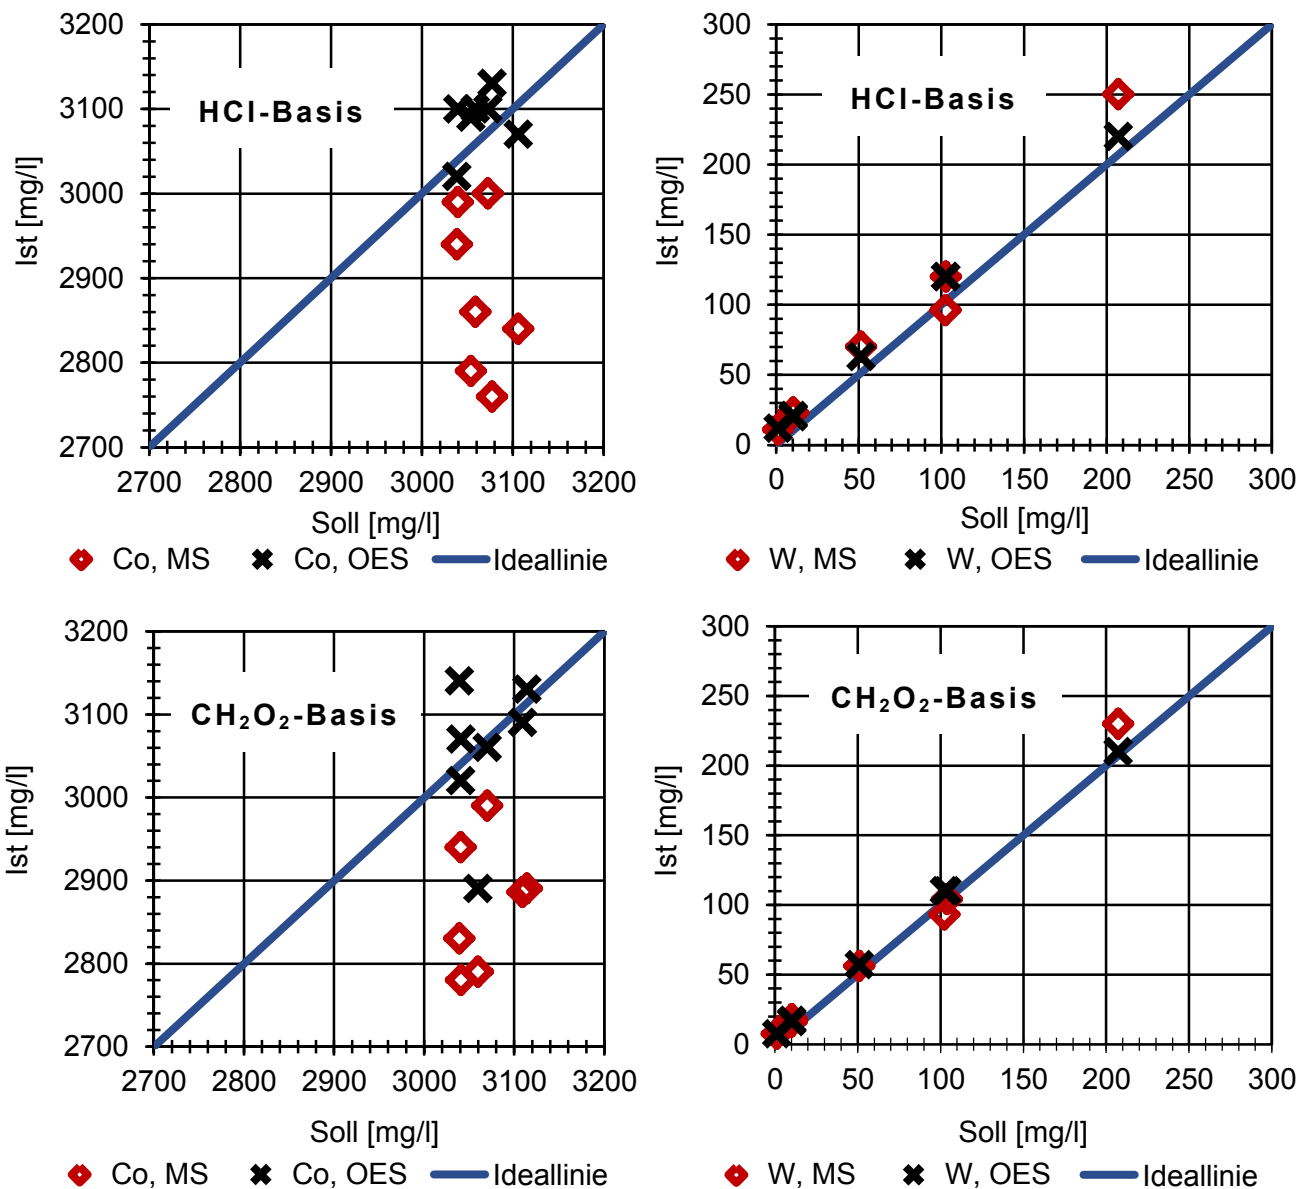 3200
3100
3000
2900
2800
2700
Ist [mg/l]
HCl-Basis
2700 2800 2900 3000 3100 3200
Soll [mg/l]
Co, MS Co, OES Ideallinie
300
250
200
150
100
50
0
Ist [mg/l]
HCl-Basis
0 50 100 150 200 250 300
Soll [mg/l]
W, MS W, OES Ideallinie
3200
3100
3000
2900
2800
2700
Ist [mg/l]
CH₂O₂-Basis
2700 2800 2900 3000 3100 3200
Soll [mg/l]
Co, MS Co, OES Ideallinie
300
250
200
150
100
50
0
Ist [mg/l]
CH₂O₂-Basis
0 50 100 150 200 250 300
Soll [mg/l]
W, MS W, OES Ideallinie